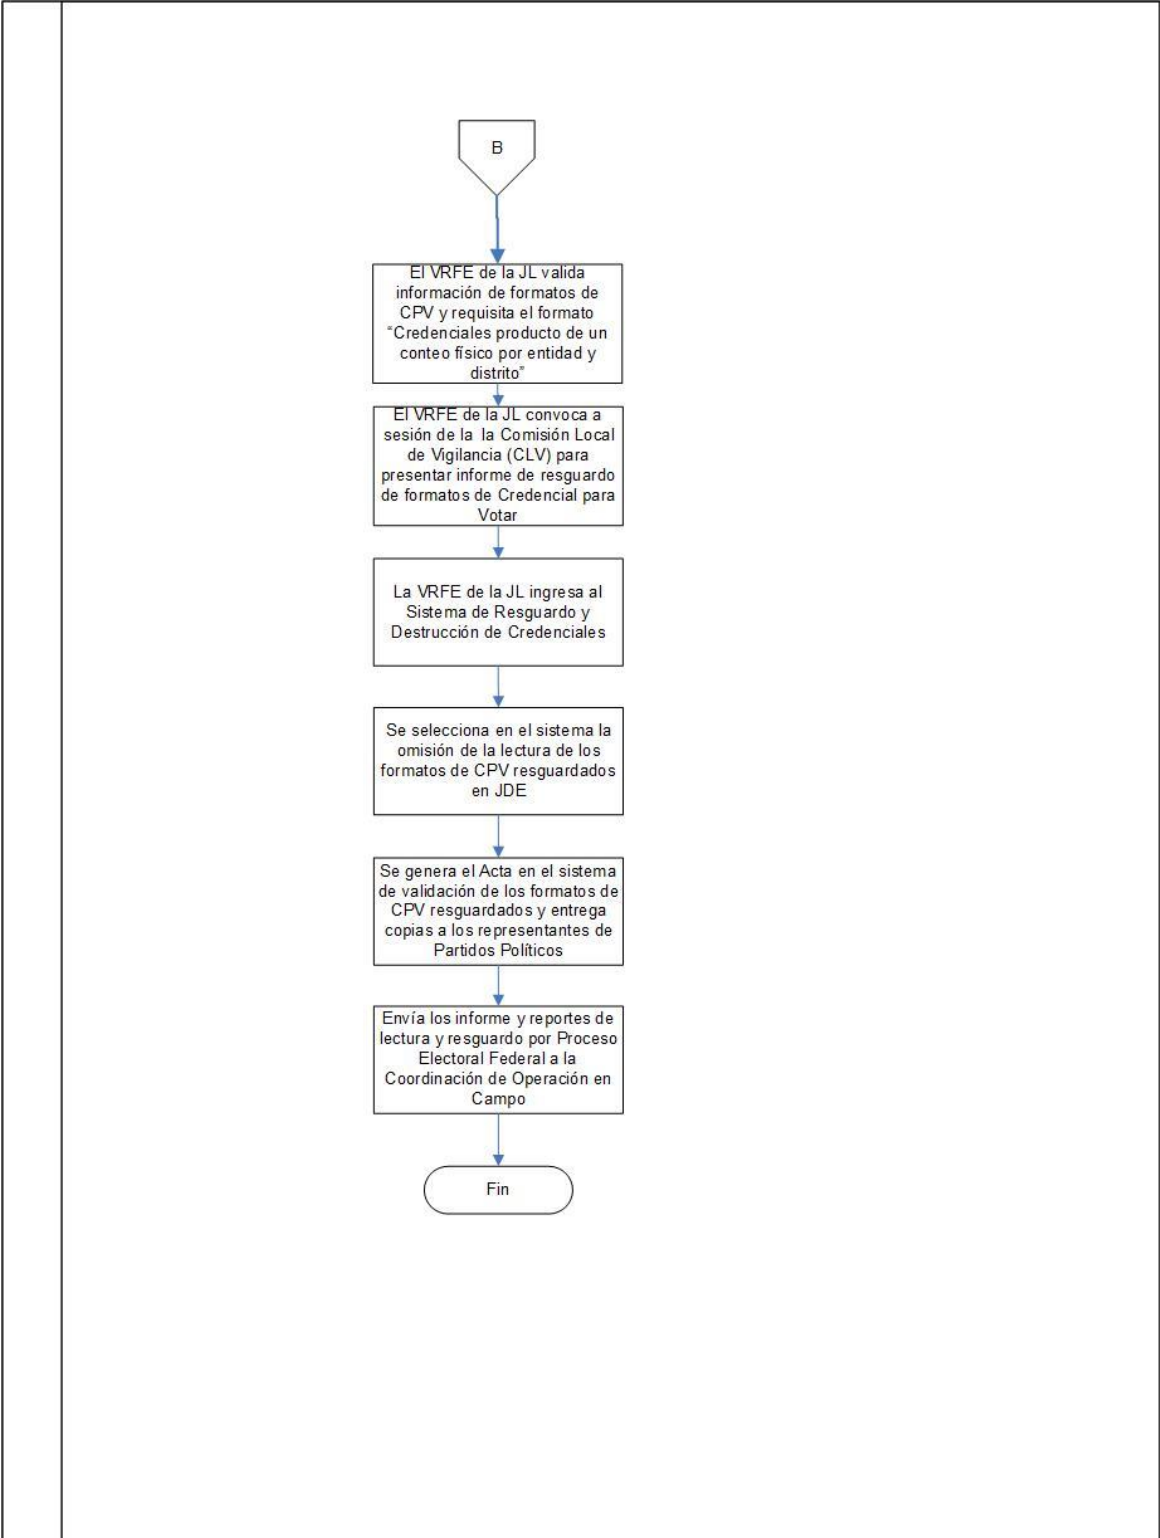 B
El VRFE de la JL valida
información de formatos de
CPV y requisita el formato
“Credenciales producto de un
conteo físico por entidad y
distrito”
El VRFE de la JL convoca a
sesión de la la Comisión Local
de Vigilancia (CLV) para
presentar informe de resguardo
de formatos de Credencial para
Votar
La VRFE de la JL ingresa al
Sistema de Resguardo y
Destrucción de Credenciales
Se selecciona en el sistema la
omisión de la lectura de los
formatos de CPV resguardados
en JDE
Se genera el Acta en el sistema
de validación de los formatos de
CPV resguardados y entrega
copias a los representantes de
Partidos Políticos
Envía los informe y reportes de
lectura y resguardo por Proceso
Electoral Federal a la
Coordinación de Operación en
Campo
Fin